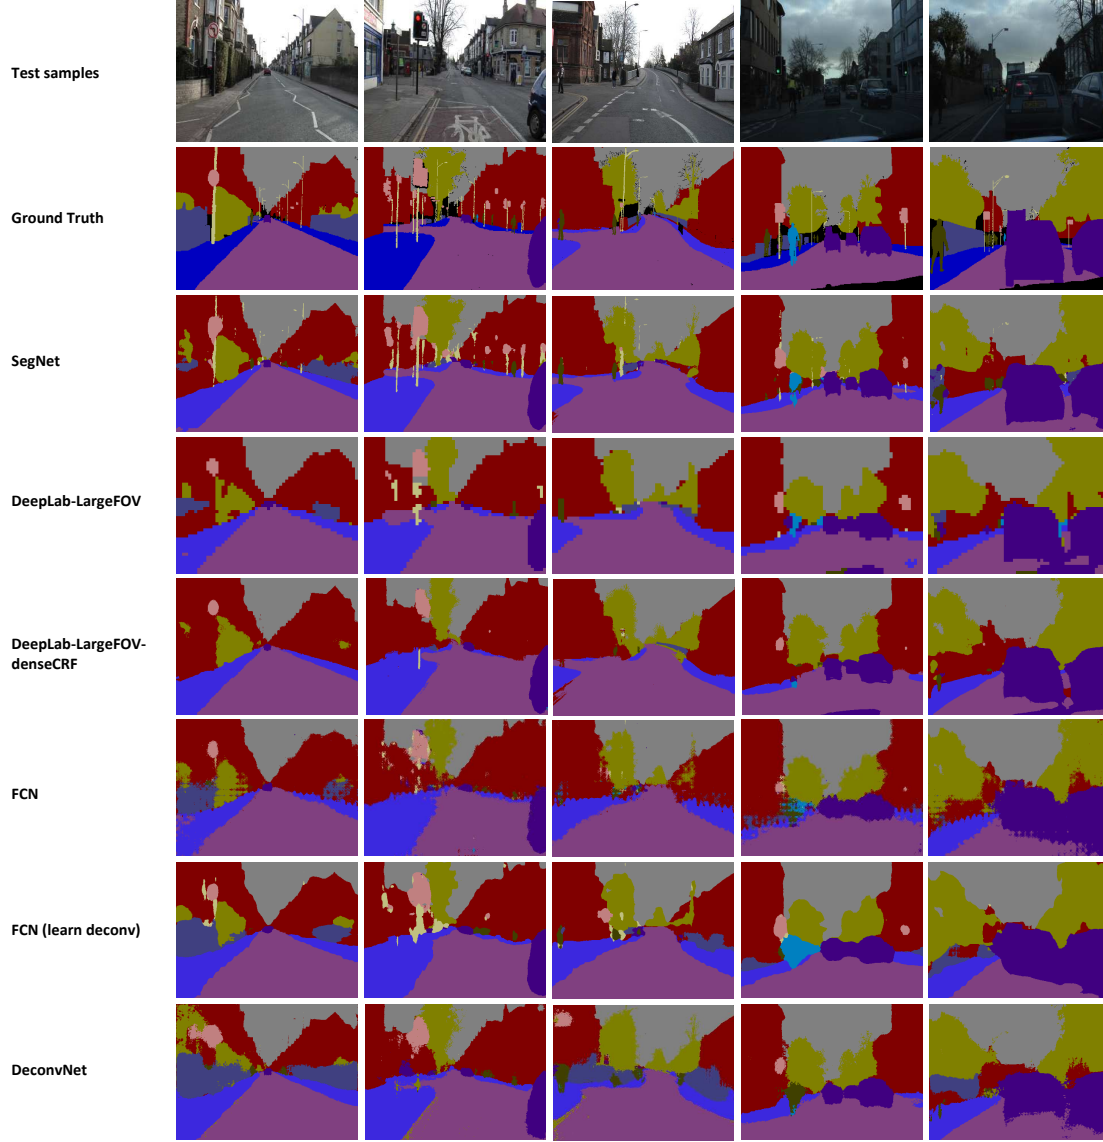 Test samples
Ground Truth
SegNet
DeepLab-LargeFOV
DeepLab-LargeFOV-
denseCRF
FCN
FCN (learn deconv)
DeconvNet